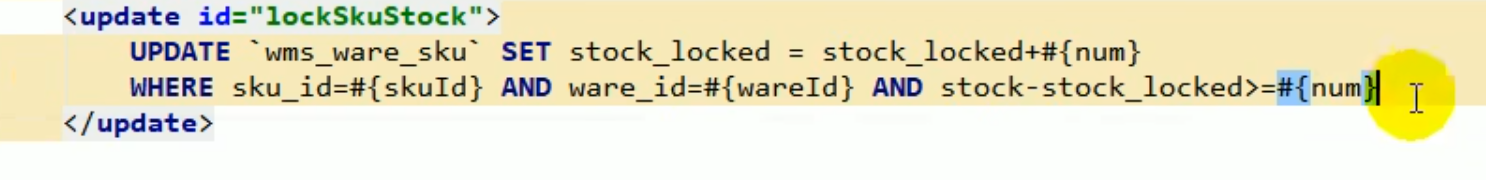 <update id="lockSkuStock">
UPDATE `wms_ware_sku` SET stock_locked = stock_locked+#{num}
WHERE sku_id=#{skuId} AND ware_id=#{wareId} AND stock-stock_locked>=#{num}
</update>